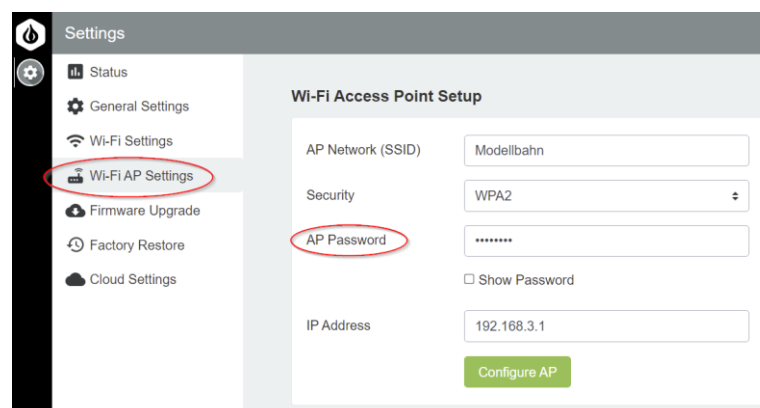 Settings
Status
General Settings
Wi-Fi Settings
Wi-Fi AP Settings
Firmware Upgrade
Factory Restore
Cloud Settings
Wi-Fi Access Point Setup
AP Network (SSID) Modellbahn
Security WPA2
AP Password ••••••••
Show Password
IP Address 192.168.3.1
Configure AP